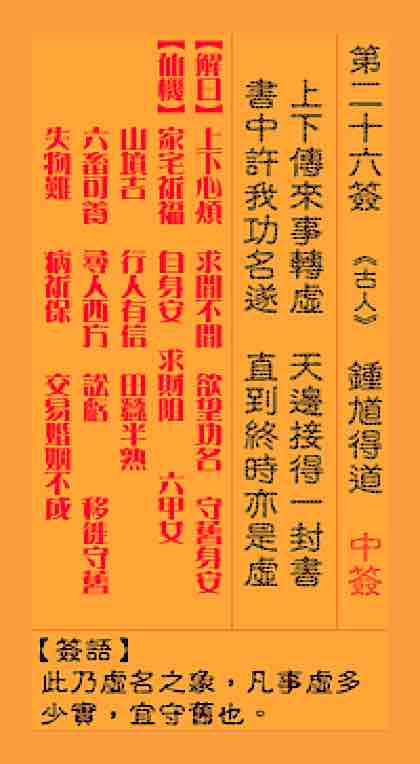 第二十六簽 《古人》 鍾馗得道 中簽
上下傳來事轉虛 天邊接得一封書
書中許我功名遂 直到終時亦是虛
【解曰】上下心煩 求閒不閒 欲望功名 守舊身安
【仙機】家宅祈福 自身安 求財阻 六甲女
山墳吉 行人有信 田蠶半熟
六畜可養 尋人西方 訟虧 移徙守舊
失物難 病祈保 交易婚姻不成
【簽語】
此乃虛名之象，凡事虛多
少實，宜守舊也。